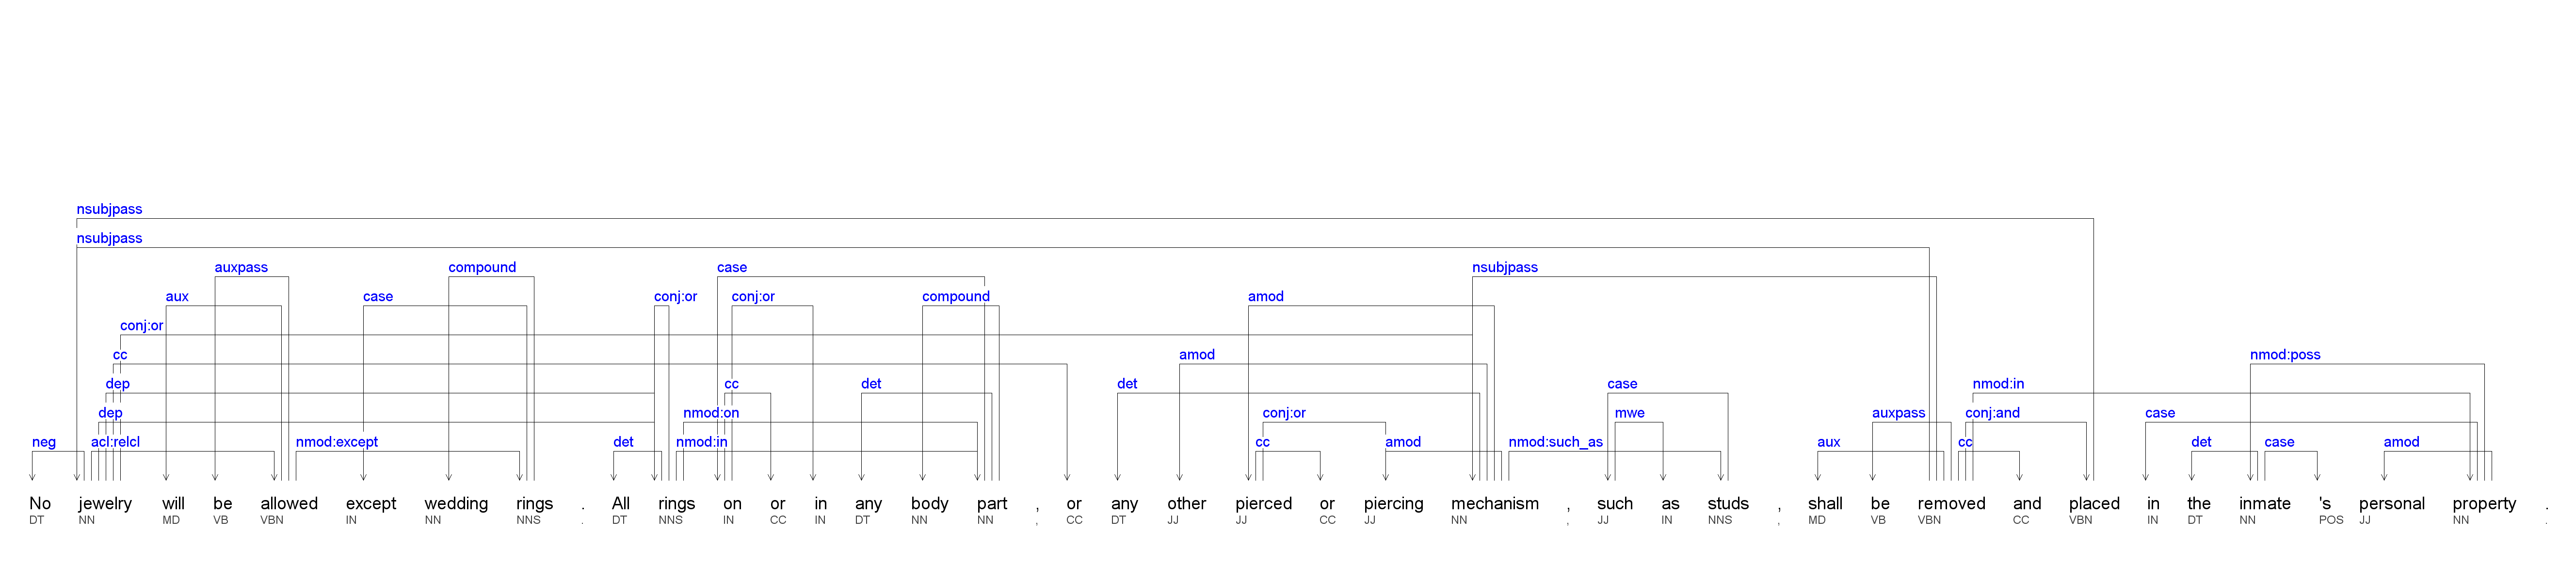 nsubjpass
nsubjpass
auxpass compound case nsubjpass
aux case conj:or conj:or compound amod
conj:or
cc amod nmod:poss
dep cc det det case nmod:in
dep nmod:on conj:or mwe auxpass conj:and case
neg acl:relcl nmod:except det nmod:in cc amod nmod:such_as aux cc det case amod
No jewelry will be allowed except wedding rings . All rings on or in any body part , or any other pierced or piercing mechanism , such as studs , shall be removed and placed in the inmate 's personal property .
DT NN MD VB VBN IN NN NNS . DT NNS IN CC IN DT NN NN , CC DT JJ JJ CC JJ NN , JJ IN NNS , MD VB VBN CC VBN IN DT NN POS JJ NN .